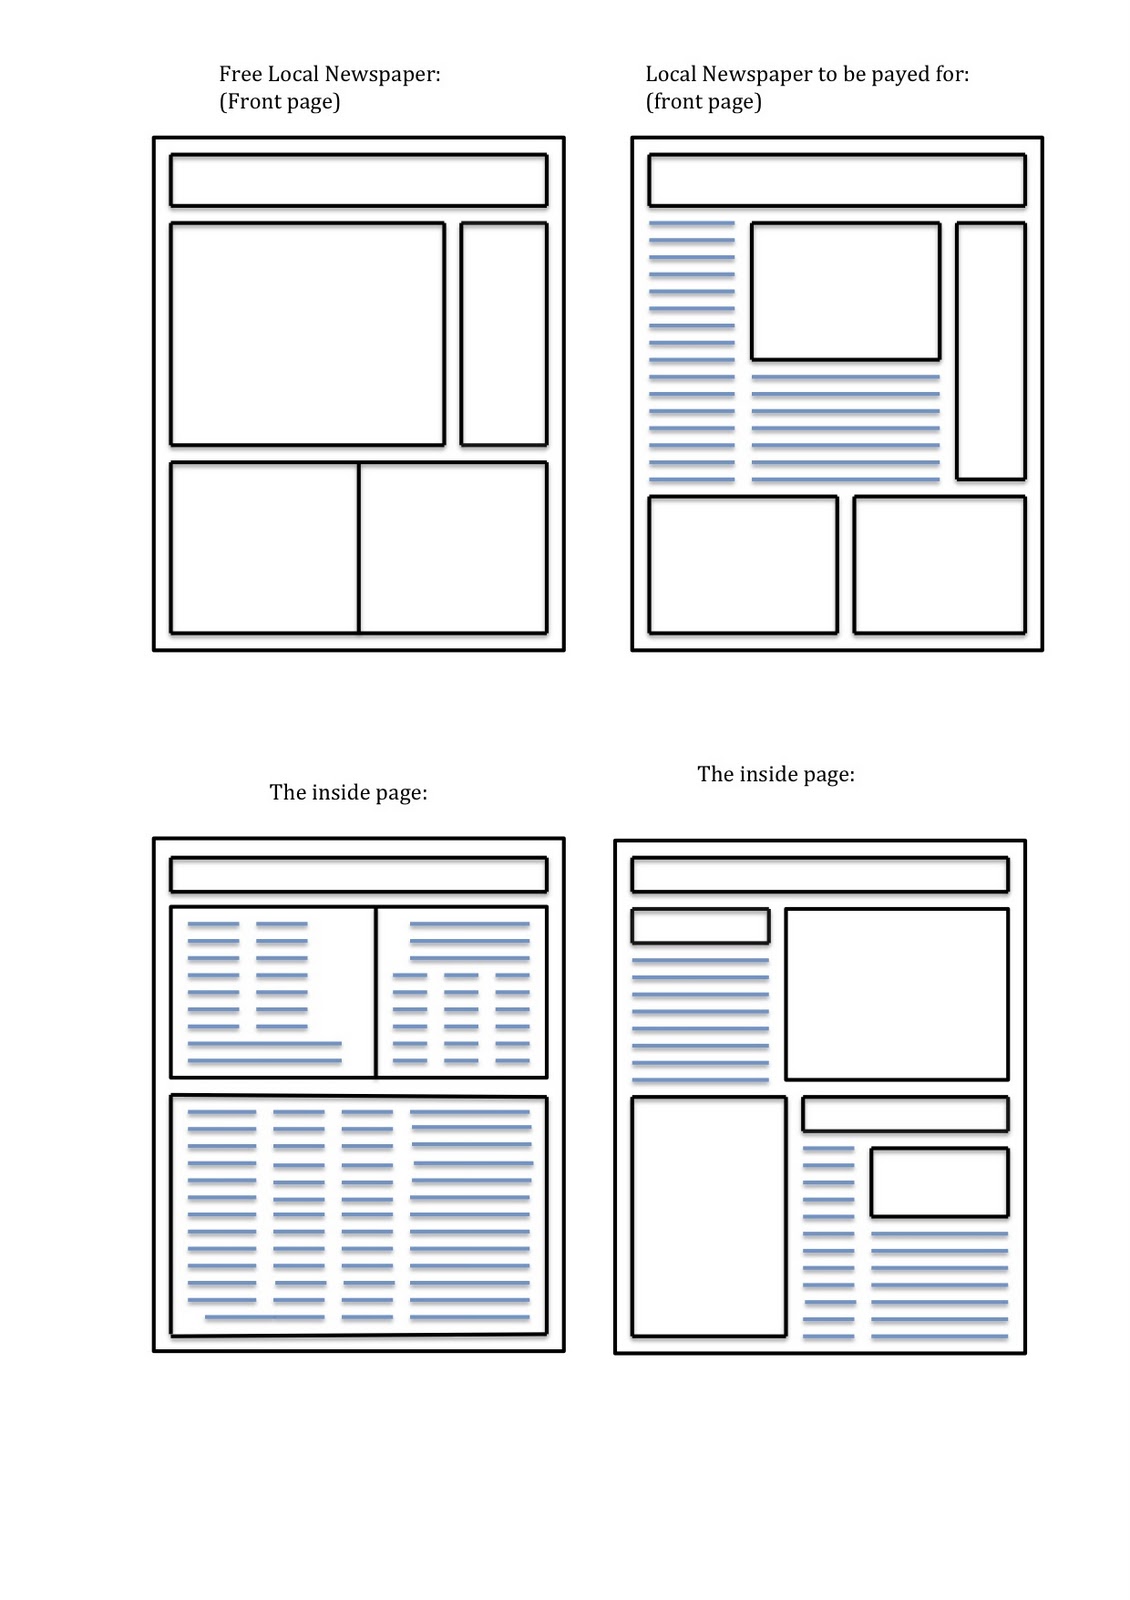 Free Local Newspaper:
(Front page)
Local Newspaper to be payed for:
(front page)
The inside page:
The inside page: